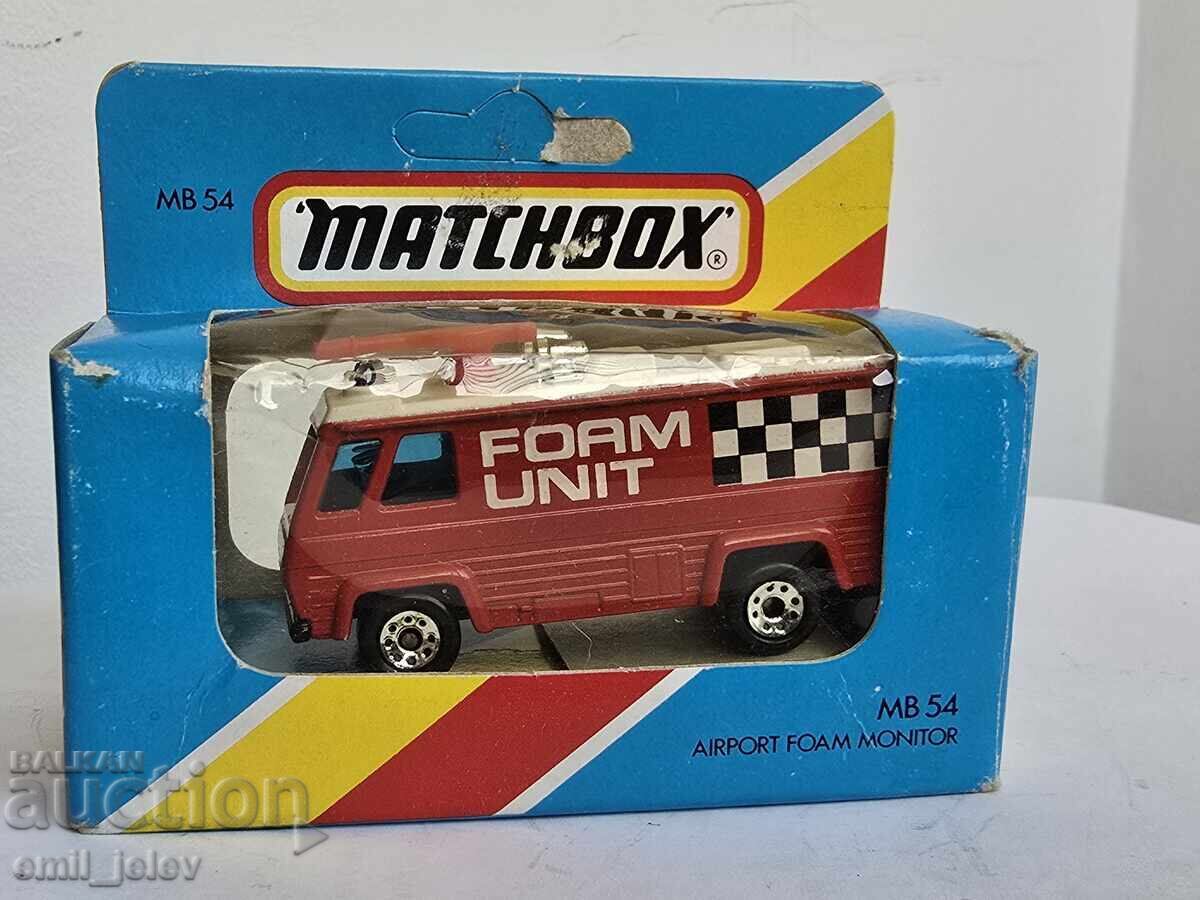 MB 54
'MATCHBOX'®
FOAM
UNIT
MB 54
AIRPORT FOAM MONITOR
BALKAN
auction
emil_jelev